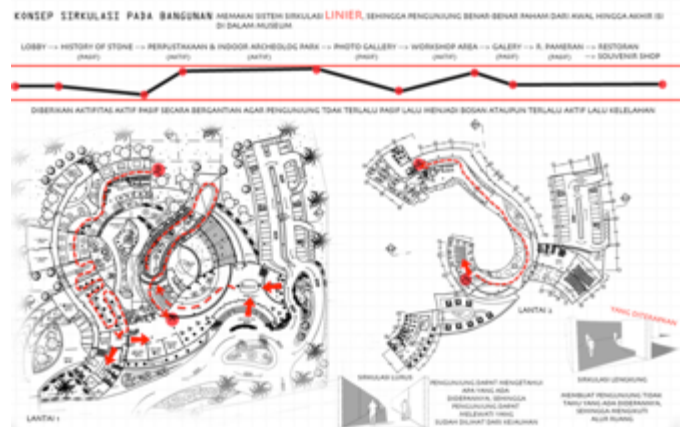 KONSEP SIRKULASI PADA BANGUNAN MEMAKAI SISTEM SIRKULASI LINIER, SEHINGGA PENGUNJUNG BENAR-BENAR PAHAM DARI AWAL HINGGA AKHIR ISI
DI DALAM MUSEUM
LOBBY --> HISTORY OF STONE --> PERPUSTAKAAN & INDOOR ARCHEOLOG PARK --> PHOTO GALLERY --> WORKSHOP AREA --> GALERY --> R. PAMERAN --> RESTORAN
(PASIF) (AKTIF) (AKTIF) (PASIF) (AKTIF) (PASIF) (PASIF) --> SOUVENIR SHOP
DIBERIKAN AKTIFITAS AKTIF PASIF SECARA BERGANTIAN AGAR PENGUNJUNG TIDAK TERLALU PASIF LALU MENJADI BOSAN ATAUPUN TERLALU AKTIF LALU KELELAHAN
LANTAI 1
LANTAI 2
YANG DITERAPKAN
SIRKULASI LURUS
PENGUNJUNG DAPAT MENGETAHUI
APA YANG ADA
DIDEPANNYA, SEHINGGA
PENGUNJUNG DAPAT
MELEWATI YANG
SUDAH DILIHAT DARI KEJAUHAN
SIRKULASI LENGKUNG
MEMBUAT PENGUNJUNG TIDAK
TAHU YANG ADA DIDEPANNYA,
SEHINGGA MENGIKUTI
ALUR RUANG